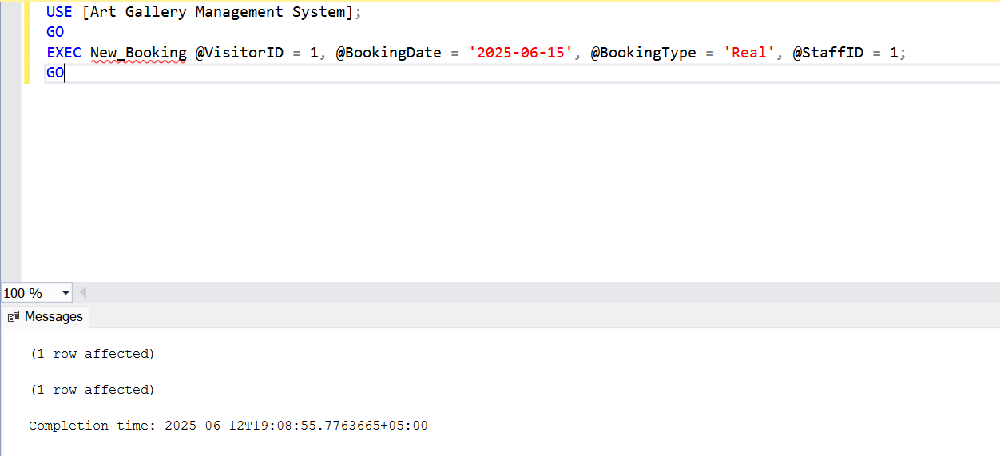 USE [Art Gallery Management System];
GO
EXEC New_Booking @VisitorID = 1, @BookingDate = '2025-06-15', @BookingType = 'Real', @StaffID = 1;
GO
100 %
Messages
(1 row affected)
(1 row affected)
Completion time: 2025-06-12T19:08:55.7763665+05:00